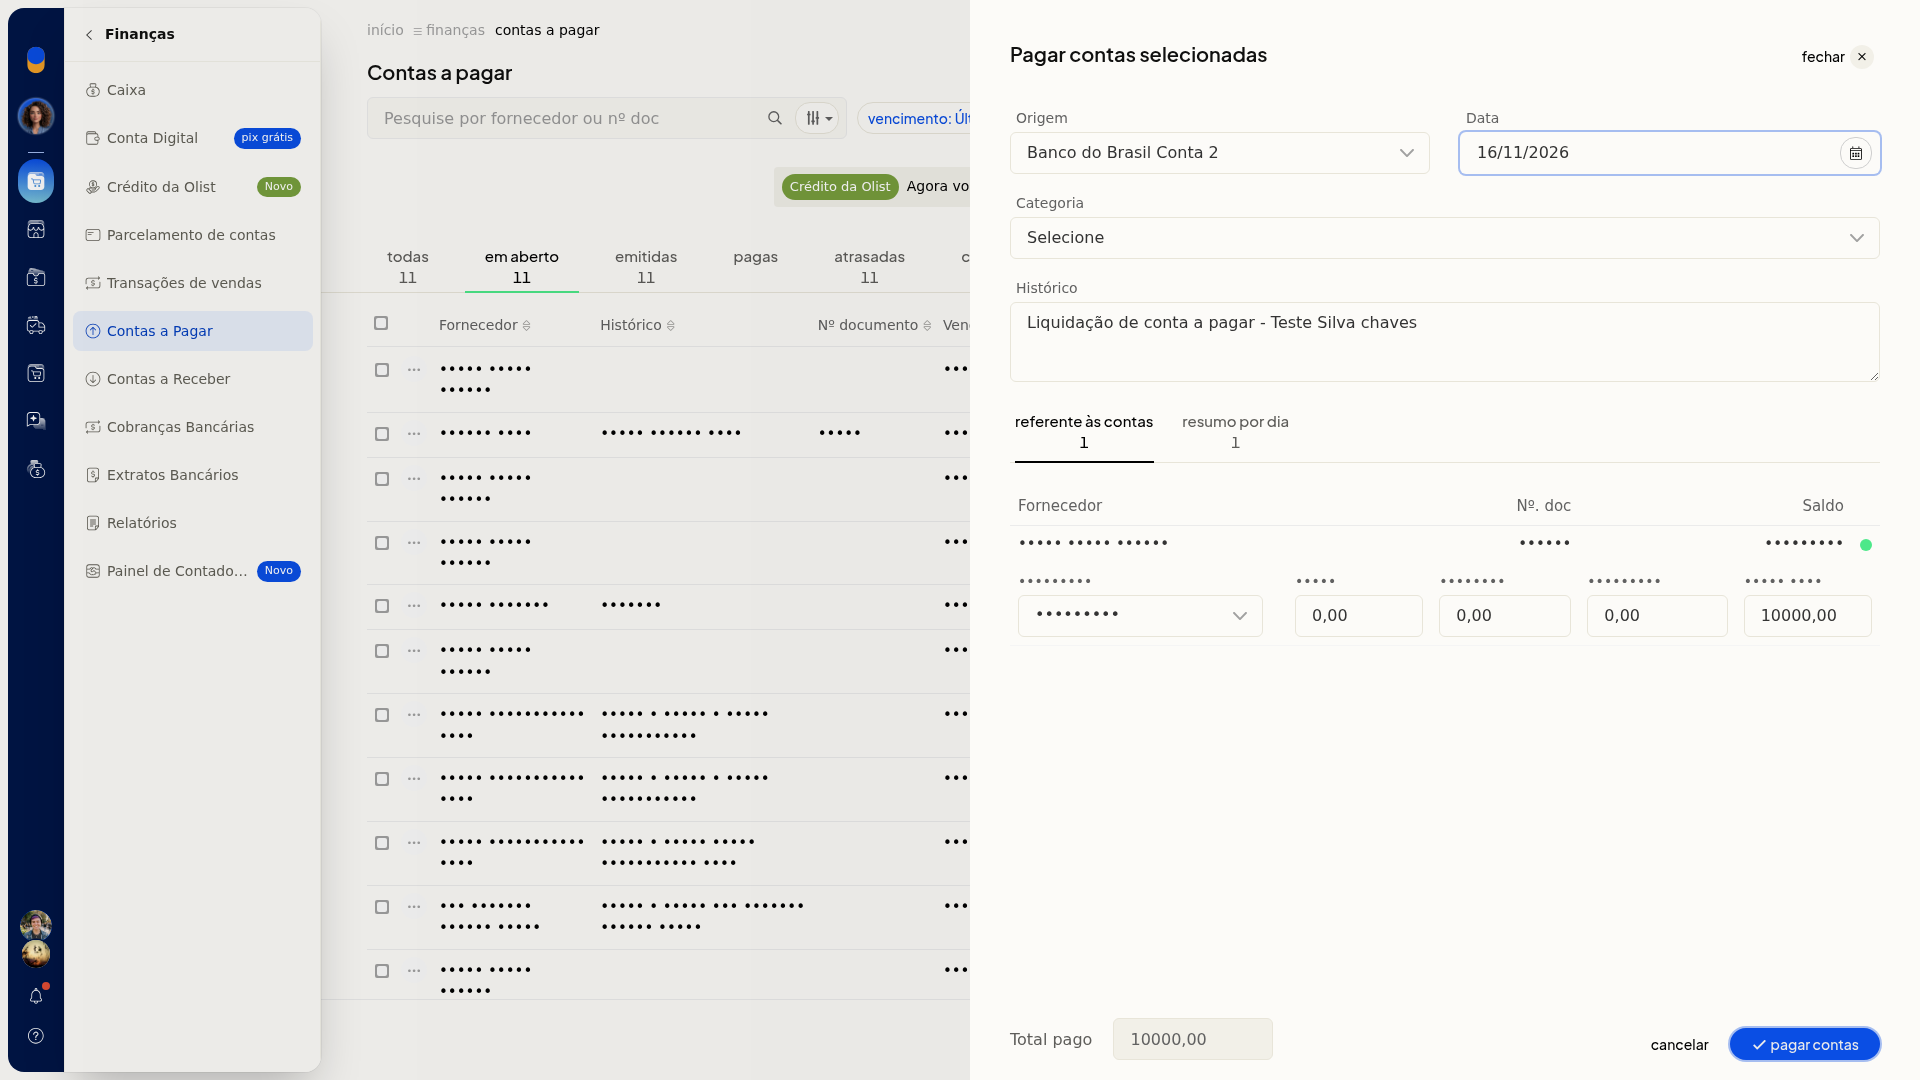 Finanças
Caixa
Conta Digital pix grátis
Crédito da Olist Novo
Parcelamento de contas
Transações de vendas
Contas a Pagar
Contas a Receber
Cobranças Bancárias
Extratos Bancários
Relatórios
Painel de Contado... Novo
início finanças contas a pagar
Contas a pagar
Pesquise por fornecedor ou nº doc
vencimento: Últ
Crédito da Olist Agora vo
todas em aberto emitidas pagas atrasadas c
11 11 11 11
Fornecedor Histórico Nº documento Venc
Pagar contas selecionadas
fechar
Origem Data
Banco do Brasil Conta 2 16/11/2026
Categoria
Selecione
Histórico
Liquidação de conta a pagar - Teste Silva chaves
referente às contas resumo por dia
1 1
Fornecedor Nº. doc Saldo
0,00 0,00 0,00 10000,00
Total pago 10000,00
cancelar pagar contas